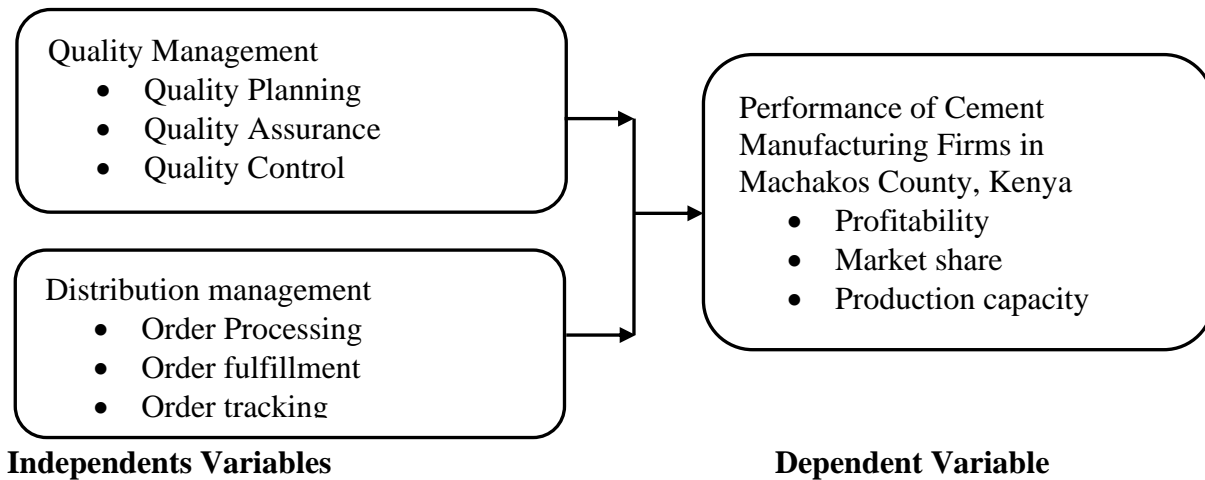 Quality Management
• Quality Planning
• Quality Assurance
• Quality Control
Distribution management
• Order Processing
• Order fulfillment
• Order tracking
Independents Variables
Performance of Cement
Manufacturing Firms in
Machakos County, Kenya
• Profitability
• Market share
• Production capacity
Dependent Variable